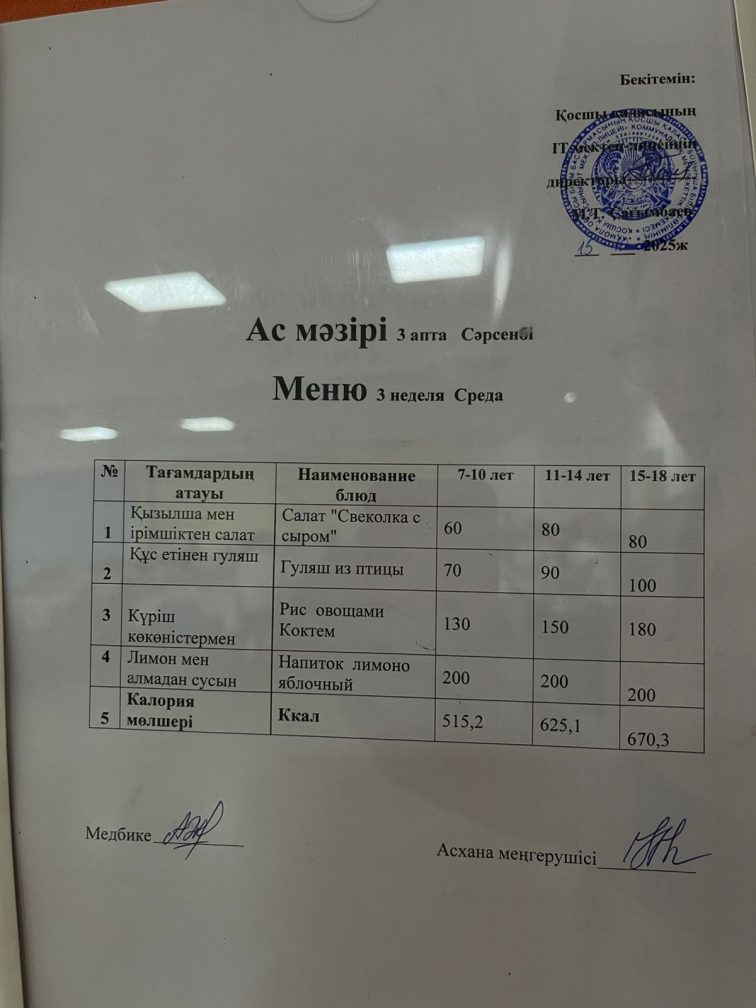 Бекітемін:
Қосшы қаласының
IT мектеп-лицейінің
директоры
М.Т. Сағымбаев
15 2025ж
Ас мәзірі 3 апта Сәрсенбі
Меню 3 неделя Среда
№ Тағамдардың атауы Наименование блюд 7-10 лет 11-14 лет 15-18 лет
1 Қызылша мен ірімшіктен салат Салат "Свеколка с сыром" 60 80 80
2 Құс етінен гуляш Гуляш из птицы 70 90 100
3 Күріш көкөністермен Рис овощами Коктем 130 150 180
4 Лимон мен алмадан сусын Напиток лимоно яблочный 200 200 200
5 Калория мөлшері Ккал 515,2 625,1 670,3
Медбике
Асхана меңгерушісі